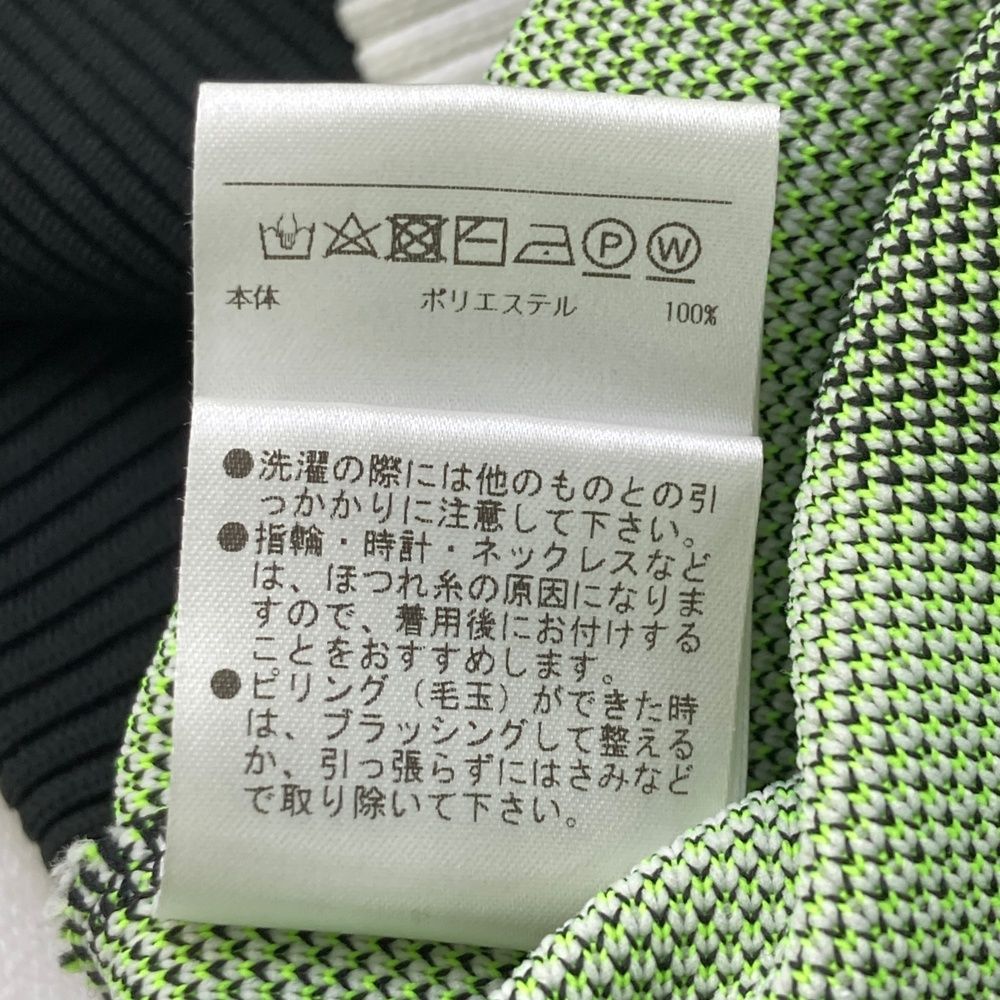 P W
本体 ポリエステル 100%
●洗濯の際には他のものとの引
っかかりに注意して下さい。
●指輪・時計・ネックレスなど
は、ほつれ糸の原因になりま
すので、着用後にお付けする
ことをおすすめします。
●ピリング（毛玉）ができた時
は、ブラッシングして整える
か、引っ張らずにはさみなど
で取り除いて下さい。